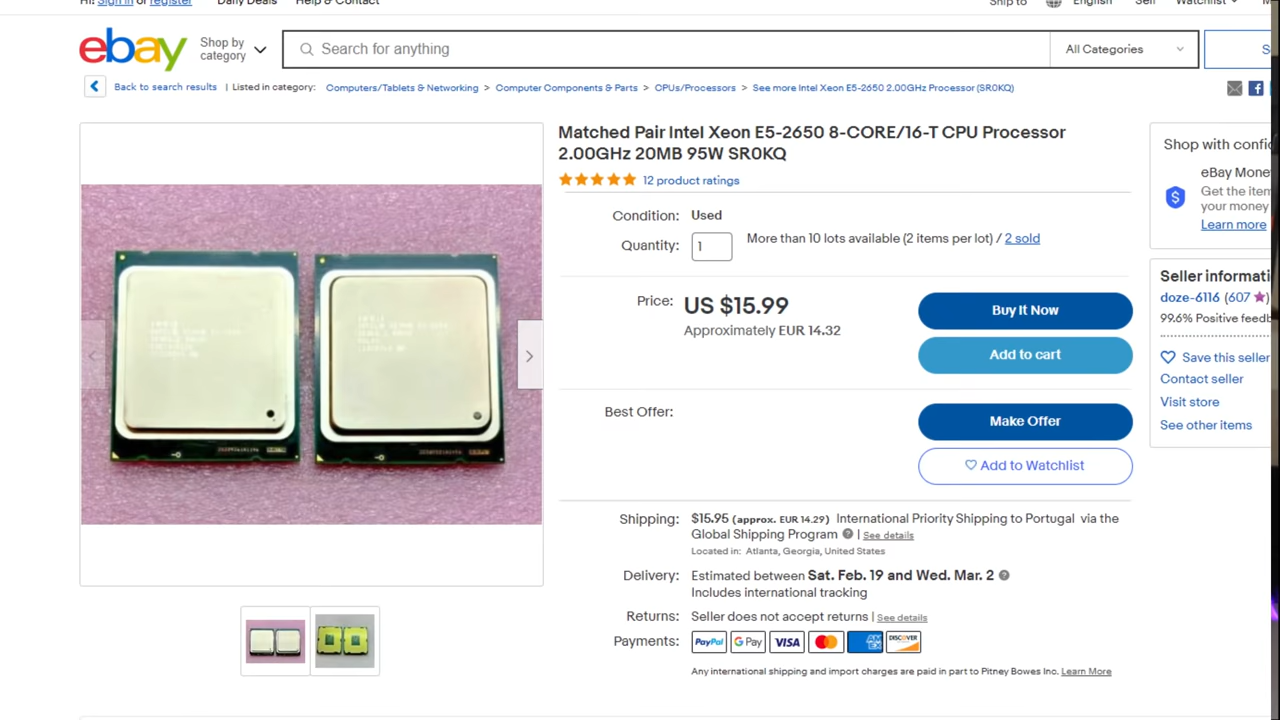 Hi! Sign in or register Daily Deals Help & Contact Ship to English Sell Watchlist
ebay Shop by category Search for anything All Categories
Back to search results | Listed in category: Computers/Tablets & Networking > Computer Components & Parts > CPUs/Processors > See more Intel Xeon E5-2650 2.00GHz Processor (SR0KQ)
Matched Pair Intel Xeon E5-2650 8-CORE/16-T CPU Processor
2.00GHz 20MB 95W SR0KQ
12 product ratings
Condition: Used
Quantity: 1 More than 10 lots available (2 items per lot) / 2 sold
Price: US $15.99 Buy It Now
Approximately EUR 14.32
Add to cart
Best Offer: Make Offer
Add to Watchlist
Shipping: $15.95 (approx. EUR 14.29) International Priority Shipping to Portugal via the
Global Shipping Program | See details
Located in: Atlanta, Georgia, United States
Delivery: Estimated between Sat. Feb. 19 and Wed. Mar. 2
Includes international tracking
Returns: Seller does not accept returns | See details
Payments: PayPal G Pay VISA AM EX DISCOVER
Any international shipping and import charges are paid in part to Pitney Bowes Inc. Learn More
Shop with confi
eBay Mone
Get the item
your money
Learn more
Seller informati
doze-6116 (607)
99.6% Positive feedb
Save this seller
Contact seller
Visit store
See other items